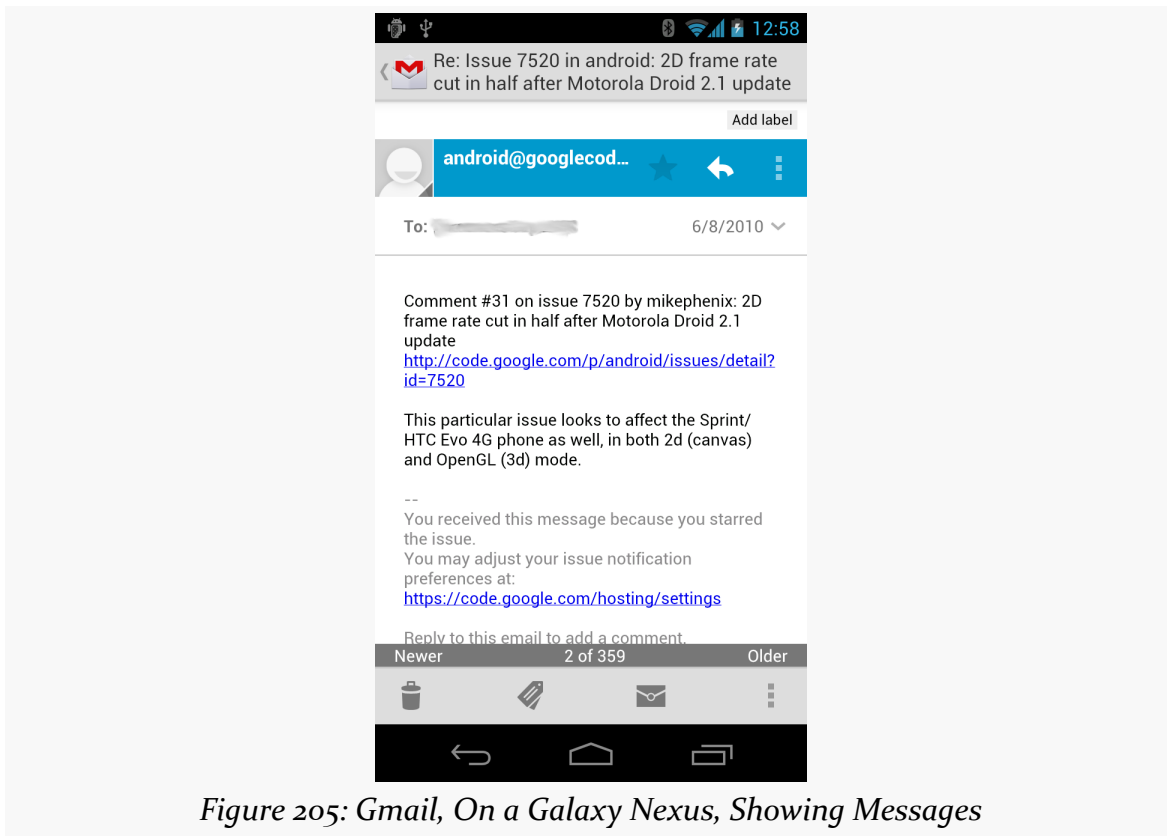 12:58
Re: Issue 7520 in android: 2D frame rate
cut in half after Motorola Droid 2.1 update
Add label
android@googlecod...
To:
6/8/2010
Comment #31 on issue 7520 by mikephenix: 2D
frame rate cut in half after Motorola Droid 2.1
update
http://code.google.com/p/android/issues/detail?
id=7520
This particular issue looks to affect the Sprint/
HTC Evo 4G phone as well, in both 2d (canvas)
and OpenGL (3d) mode.
--
You received this message because you starred
the issue.
You may adjust your issue notification
preferences at:
https://code.google.com/hosting/settings
Reply to this email to add a comment.
Newer 2 of 359 Older
Figure 205: Gmail, On a Galaxy Nexus, Showing Messages